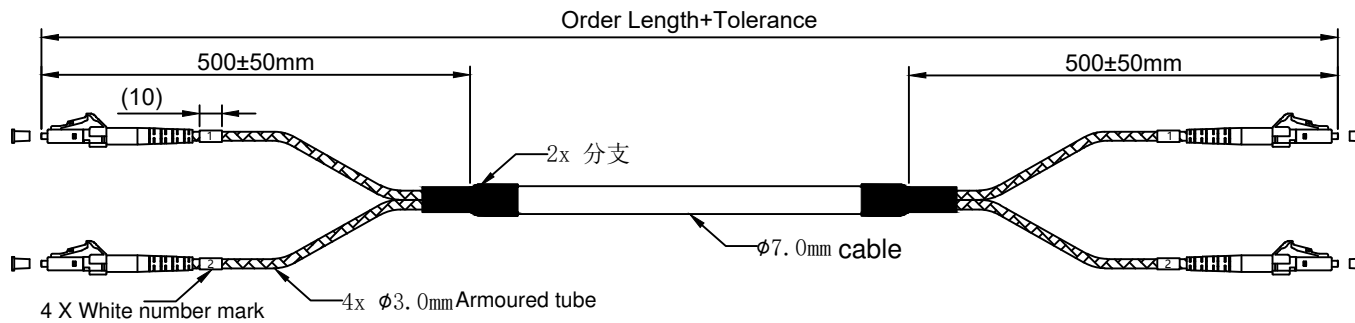 Order Length+Tolerance
500±50mm
500±50mm
(10)
1
1
2x 分支
ϕ7.0mm cable
2
2
4x ϕ3.0mm Armoured tube
4 X White number mark